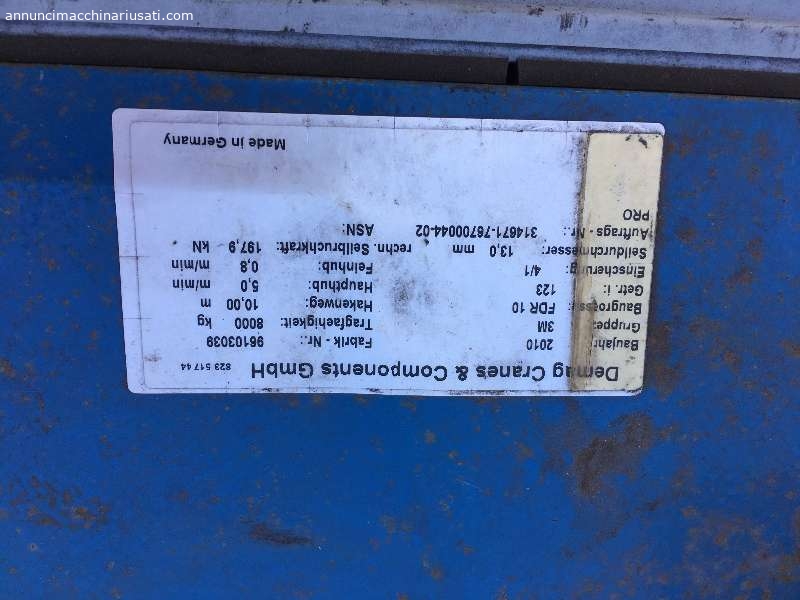 annuncimacchinariusati.com
Demag Cranes & Components GmbH 823 517 44
Baujahr: 2010 Fabrik - Nr.: 96103039
Gruppe: 3M Tragfaehigkeit: 8000 kg
Baugroesse: FDR 10 Hakenweg: 10,00 m
Getr. i: 123 Haupthub: 5,0 m/min
Einscherung: 4/1 Feinhub: 0,8 m/min
Seildurchmesser: 13,0 mm rechn. Seilbruchkraft: 197,9 kN
Auftrags - Nr.: 314671-76700044-02 ASN:
PRO
Made in Germany